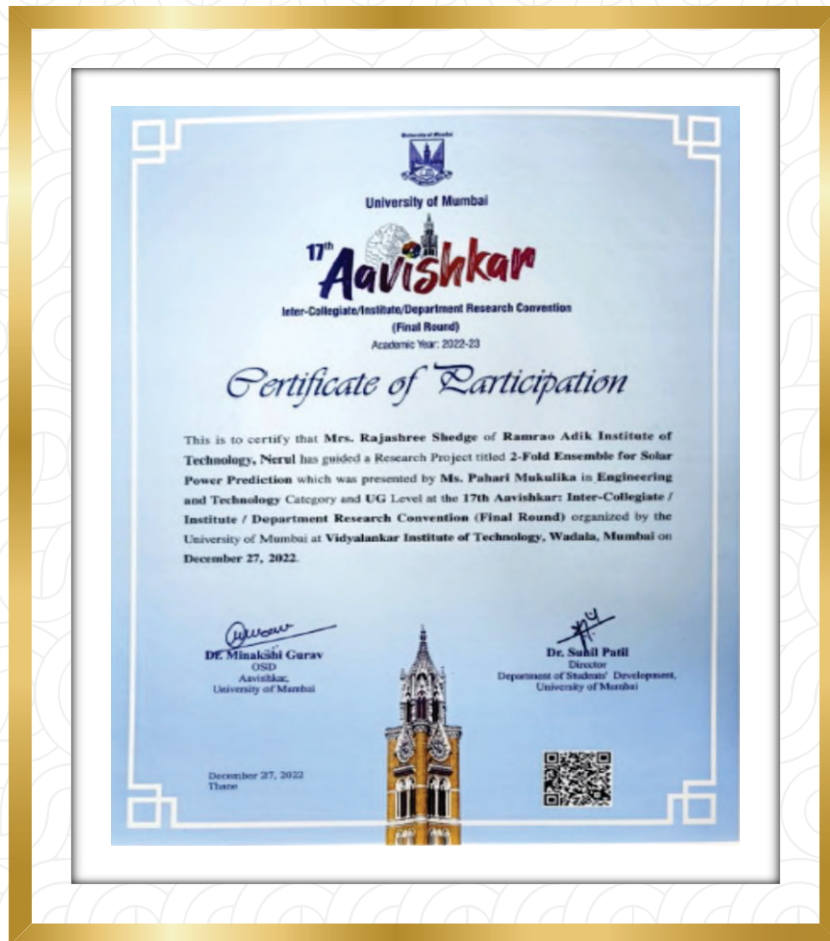 University of Mumbai
University of Mumbai
17th Aavishkar
Inter-Collegiate/Institute/Department Research Convention
(Final Round)
Academic Year: 2022-23
Certificate of Participation
This is to certify that Mrs. Rajashree Shedge of Ramrao Adik Institute of
Technology, Nerul has guided a Research Project titled 2-Fold Ensemble for Solar
Power Prediction which was presented by Ms. Pahari Mukulika in Engineering
and Technology Category and UG Level at the 17th Aavishkar: Inter-Collegiate /
Institute / Department Research Convention (Final Round) organized by the
University of Mumbai at Vidyalankar Institute of Technology, Wadala, Mumbai on
December 27, 2022.
Dr. Minakshi Gurav
OSD
Aavishkar,
University of Mumbai
Dr. Sunil Patil
Director
Department of Students' Development,
University of Mumbai
December 27, 2022
Thane